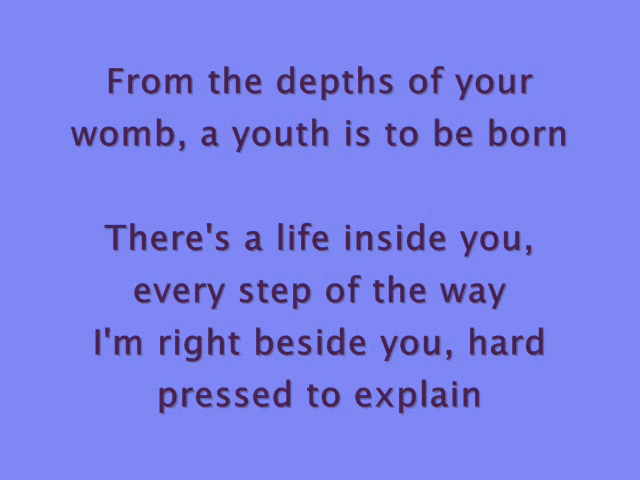 From the depths of your
womb, a youth is to be born
There's a life inside you,
every step of the way
I'm right beside you, hard
pressed to explain